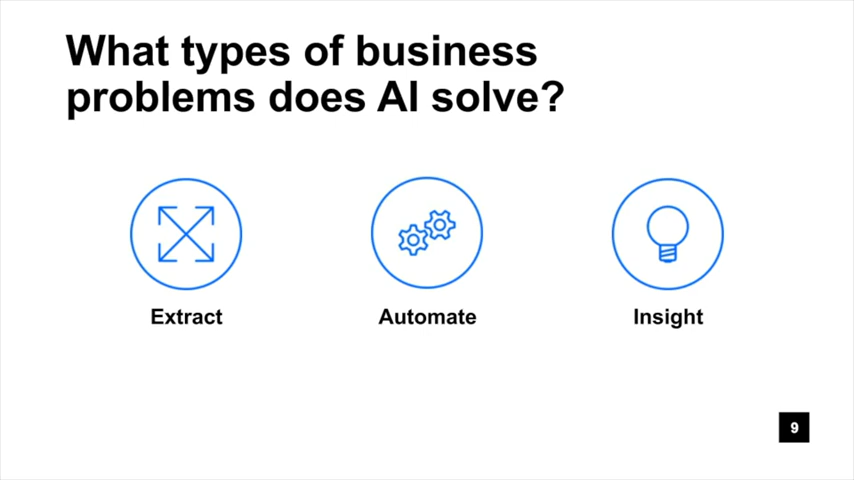 What types of business
problems does AI solve?
Extract
Automate
Insight
9